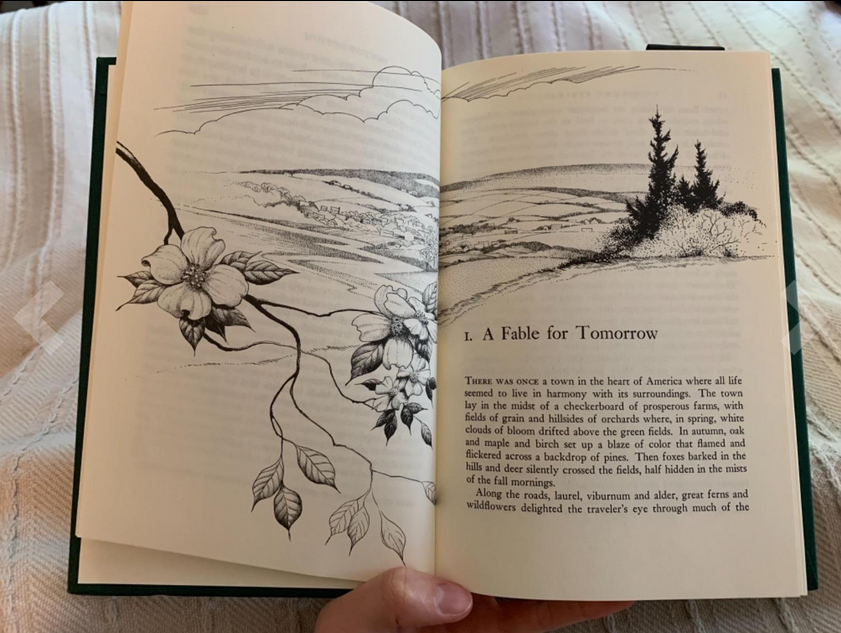 1. A Fable for Tomorrow
THERE WAS ONCE a town in the heart of America where all life
seemed to live in harmony with its surroundings. The town
lay in the midst of a checkerboard of prosperous farms, with
fields of grain and hillsides of orchards where, in spring, white
clouds of bloom drifted above the green fields. In autumn, oak
and maple and birch set up a blaze of color that flamed and
flickered across a backdrop of pines. Then foxes barked in the
hills and deer silently crossed the fields, half hidden in the mists
of the fall mornings.
Along the roads, laurel, viburnum and alder, great ferns and
wildflowers delighted the traveler's eye through much of the